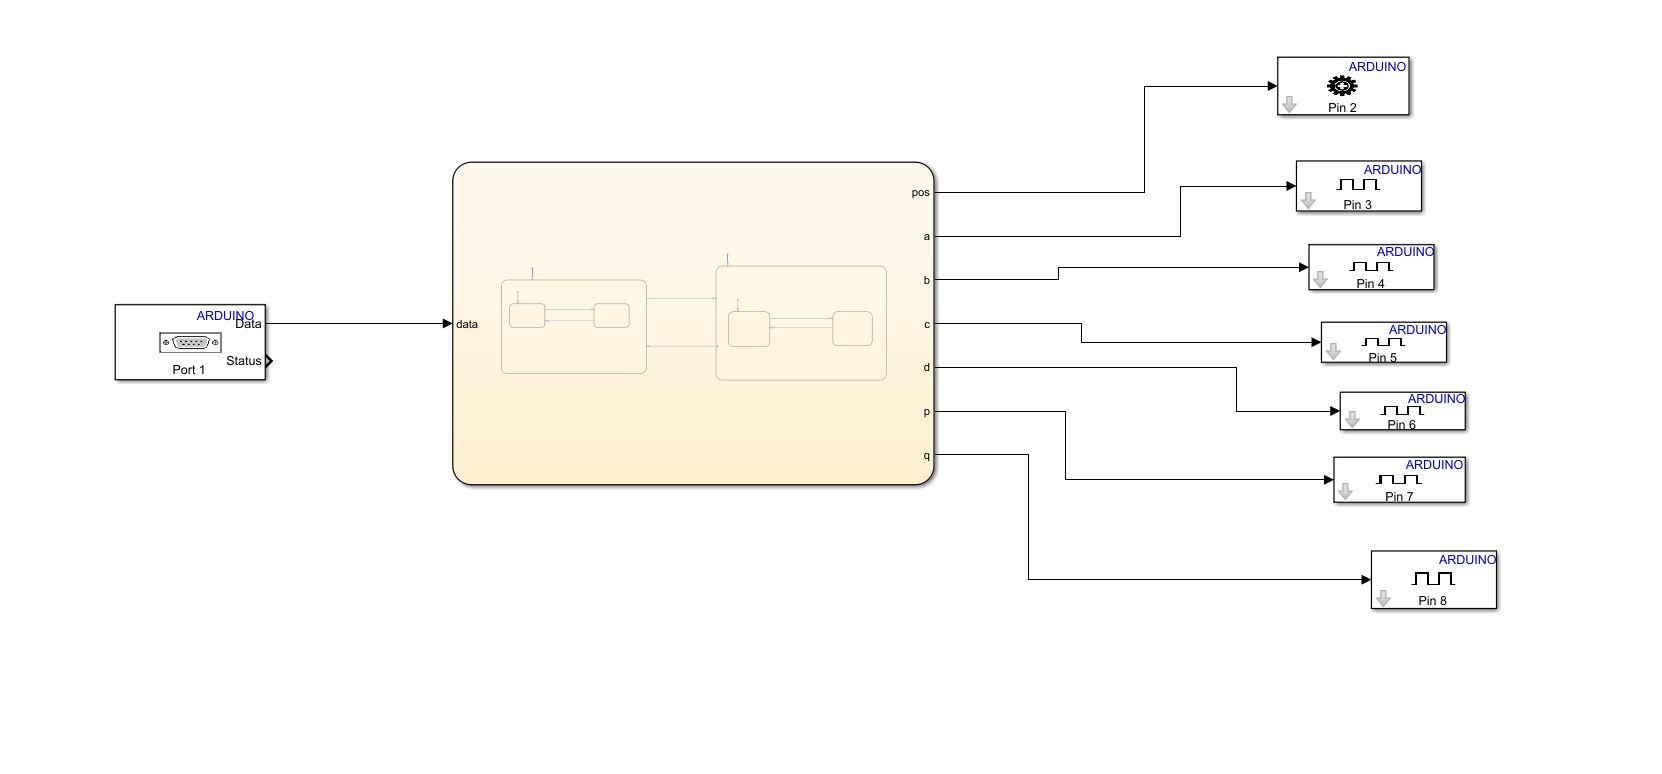 ARDUINO
Data
Status
Port 1
data
pos
a
b
c
d
p
q
ARDUINO
Pin 2
ARDUINO
Pin 3
ARDUINO
Pin 4
ARDUINO
Pin 5
ARDUINO
Pin 6
ARDUINO
Pin 7
ARDUINO
Pin 8